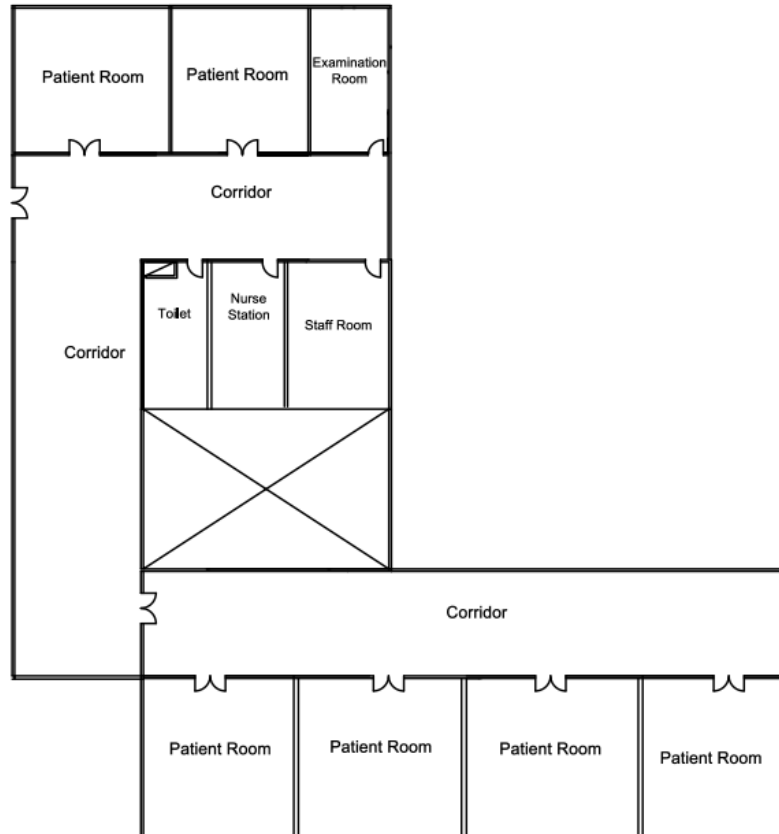 Patient Room
Patient Room
Examination
Room
Corridor
Toilet
Nurse
Station
Staff Room
Corridor
Corridor
Patient Room
Patient Room
Patient Room
Patient Room